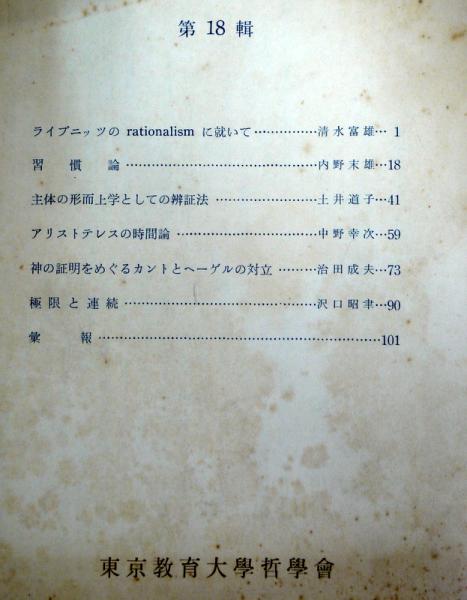 第 18 輯
ライプニッツの rationalism に就いて……………清水富雄… 1
習慣論………………………………………内野末雄…18
主体の形而上学としての辨証法……………………土井道子…41
アリストテレスの時間論……………………………中野幸次…59
神の証明をめぐるカントとヘーゲルの対立………治田成夫…73
極限と連続…………………………………………沢口昭聿…90
彙報……………………………………………………………101
東京教育大學哲學會